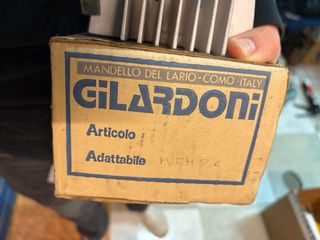 MANDELLO DEL LARIO-COMO-ITALY
GiLARDONi
Articolo
Adattabile